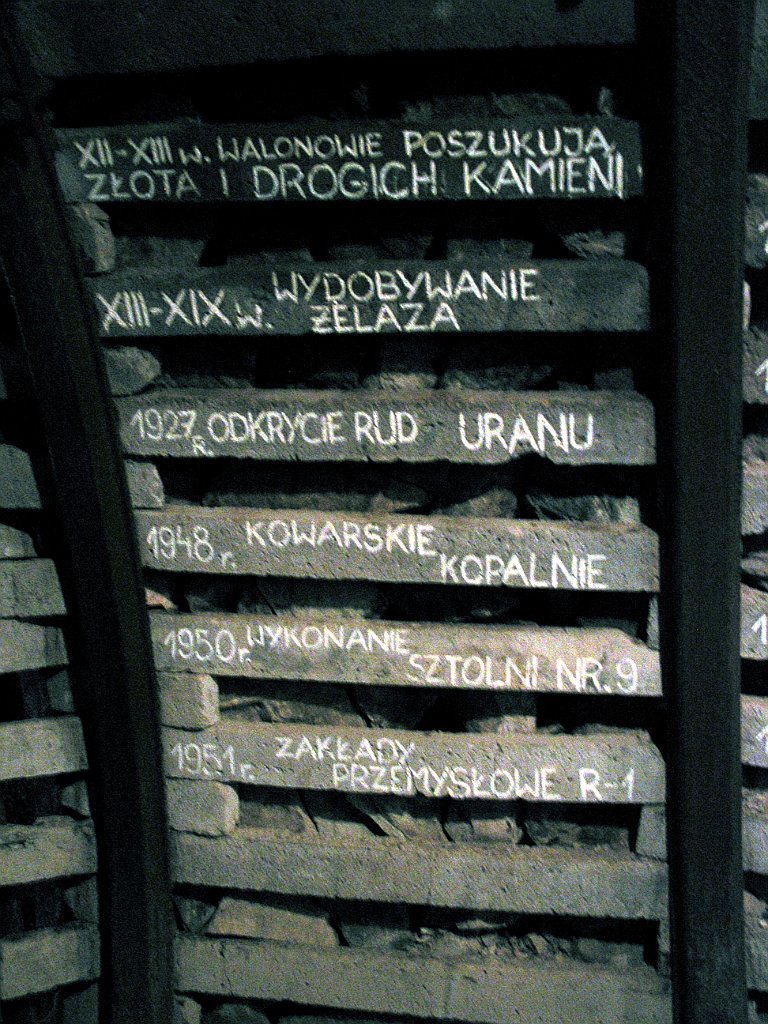 XII-XIII w. WALONOWIE POSZUKUJĄ
ZŁOTA I DROGICH KAMIENI
XIII-XIX w. WYDOBYWANIE
ŻELAZA
1927 r. ODKRYCIE RUD URANU
1948 r. KOWARSKIE
KOPALNIE
1950 r. WYKONANIE
SZTOLNI NR. 9
1951 r. ZAKŁADY
PRZEMYSŁOWE R-1